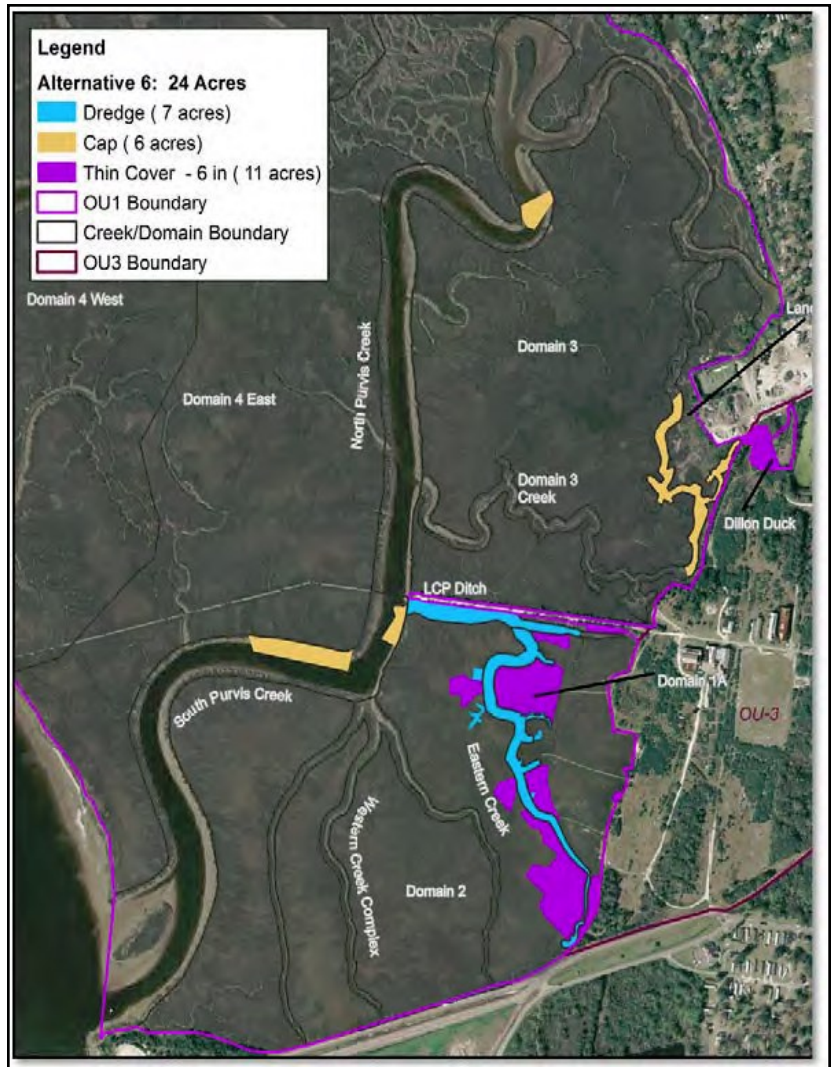 Legend
Alternative 6: 24 Acres
Dredge ( 7 acres)
Cap ( 6 acres)
Thin Cover - 6 in ( 11 acres)
OU1 Boundary
Creek/Domain Boundary
OU3 Boundary
Domain 4 West
Land
Domain 3
North Purvis Creek
Domain 4 East
Domain 3
Creek
Dillon Duck
LCP Ditch
Domain 1A
South Purvis Creek
OU-3
Eastern Creek
Western Creek Complex
Domain 2